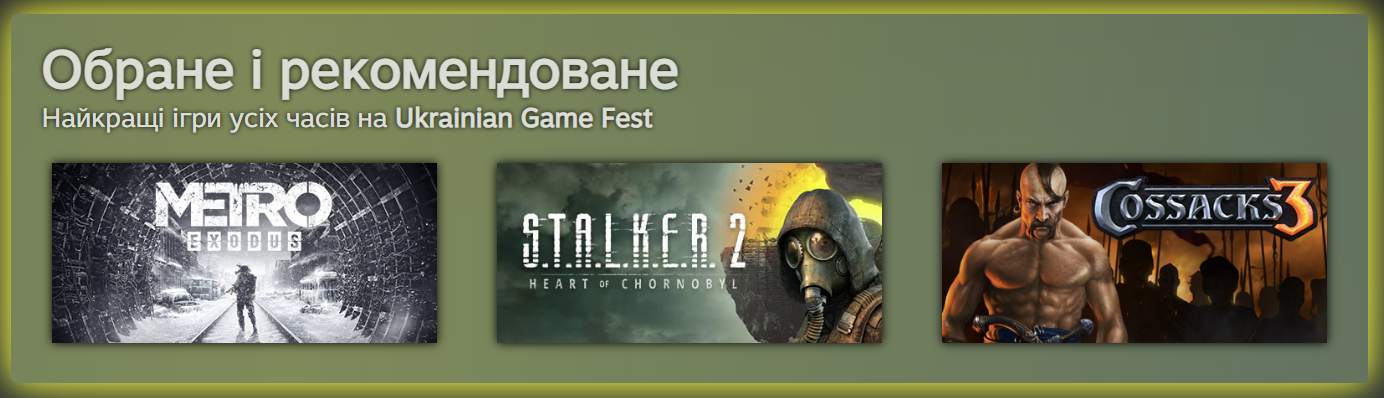 Обране і рекомендоване
Найкращі ігри усіх часів на Ukrainian Game Fest
METRO
EXODUS
S.T.A.L.K.E.R. 2
HEART OF CHORNOBYL
COSSACKS 3